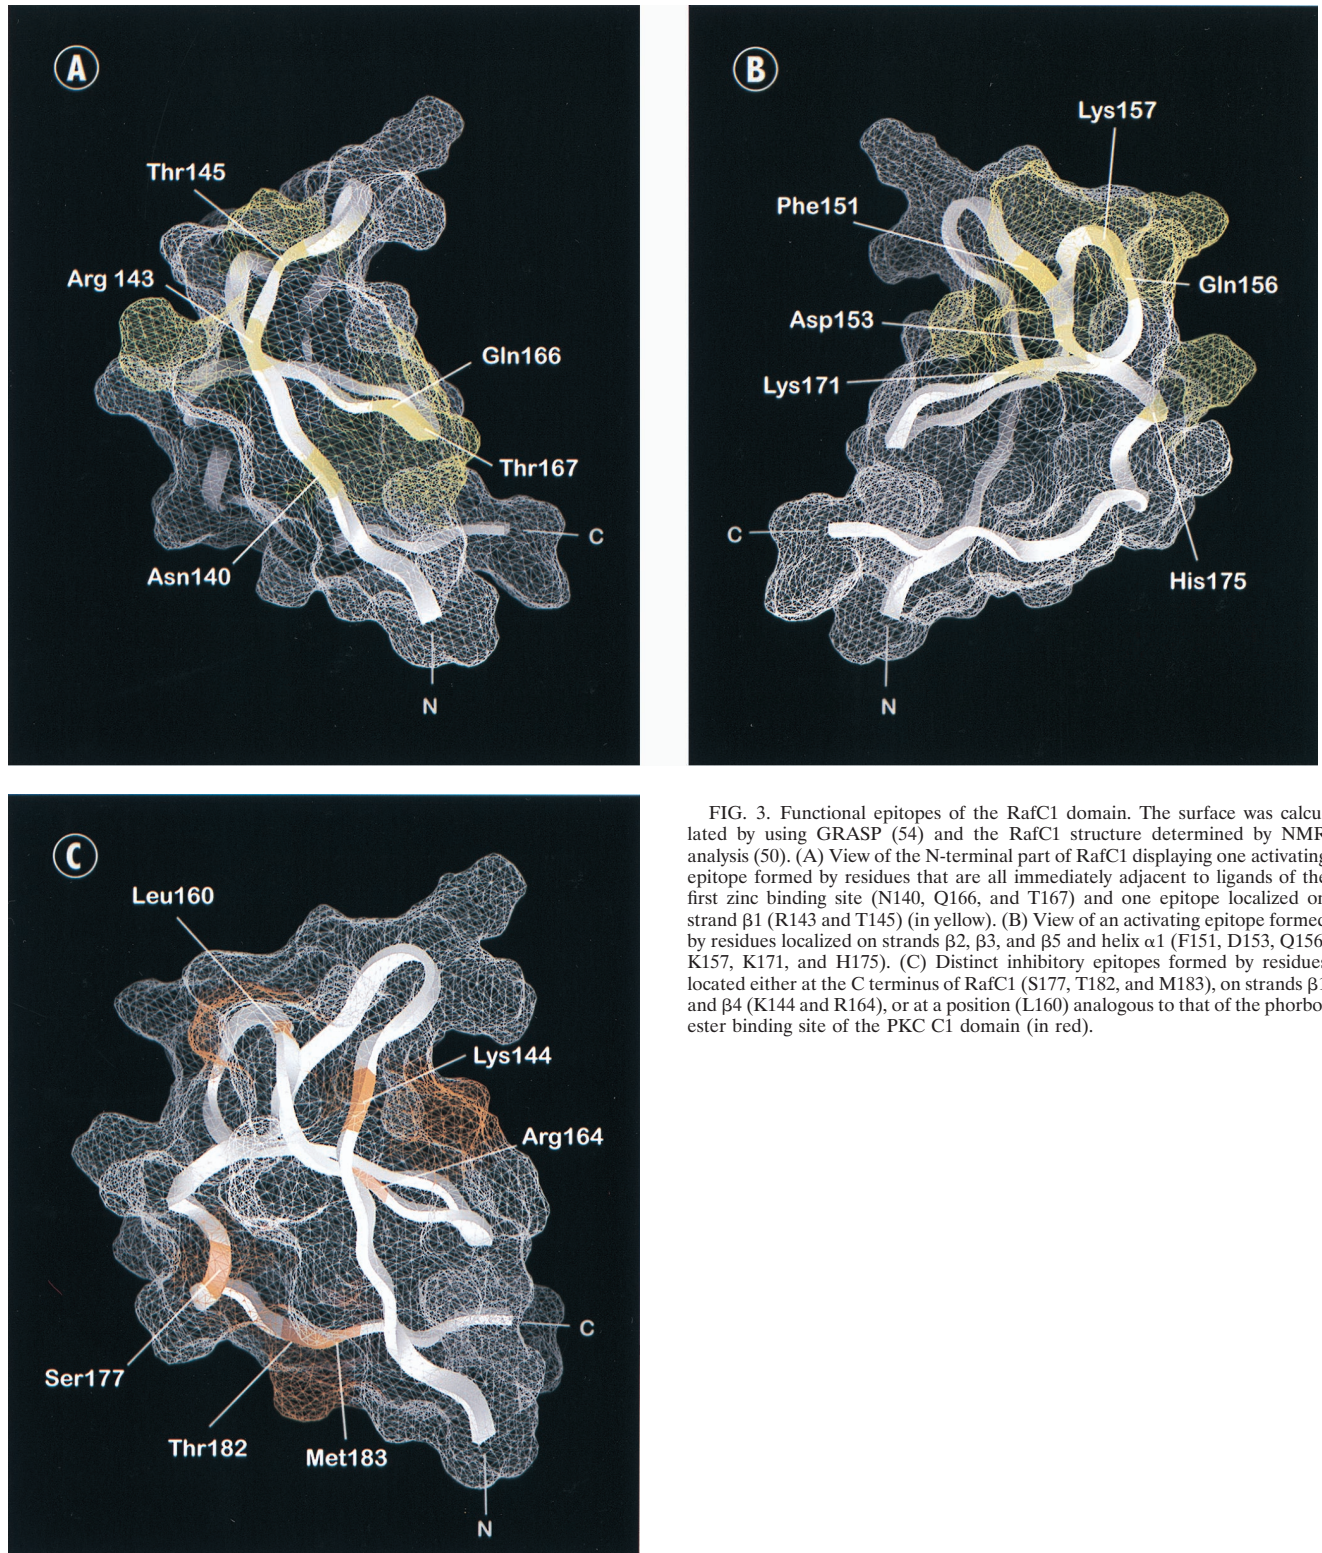 A
Thr145
Arg 143
Gln166
Thr167
Asn140
C
N
B
Lys157
Phe151
Gln156
Asp153
Lys171
C
His175
N
C
Leu160
Lys144
Arg164
C
Ser177
Thr182
Met183
N
FIG. 3. Functional epitopes of the RafC1 domain. The surface was calcu
lated by using GRASP (54) and the RafC1 structure determined by NMR
analysis (50). (A) View of the N-terminal part of RafC1 displaying one activating
epitope formed by residues that are all immediately adjacent to ligands of the
first zinc binding site (N140, Q166, and T167) and one epitope localized on
strand β1 (R143 and T145) (in yellow). (B) View of an activating epitope formed
by residues localized on strands β2, β3, and β5 and helix α1 (F151, D153, Q156
K157, K171, and H175). (C) Distinct inhibitory epitopes formed by residues
located either at the C terminus of RafC1 (S177, T182, and M183), on strands β1
and β4 (K144 and R164), or at a position (L160) analogous to that of the phorbo
ester binding site of the PKC C1 domain (in red).